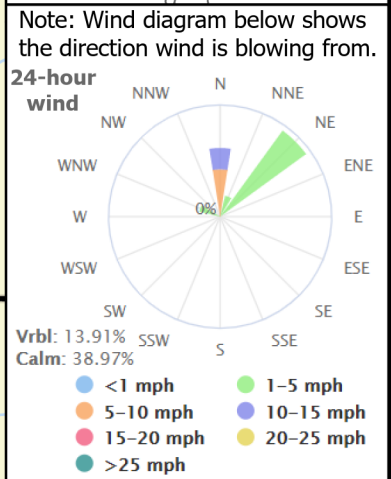 Note: Wind diagram below shows
the direction wind is blowing from.
24-hour
wind
N
NNW
NNE
NW
NE
WNW
ENE
0%
W
E
WSW
ESE
SW
SE
Vrbl: 13.91%
SSW
SSE
S
Calm: 38.97%
<1 mph
1–5 mph
5–10 mph
10–15 mph
15–20 mph
20–25 mph
>25 mph